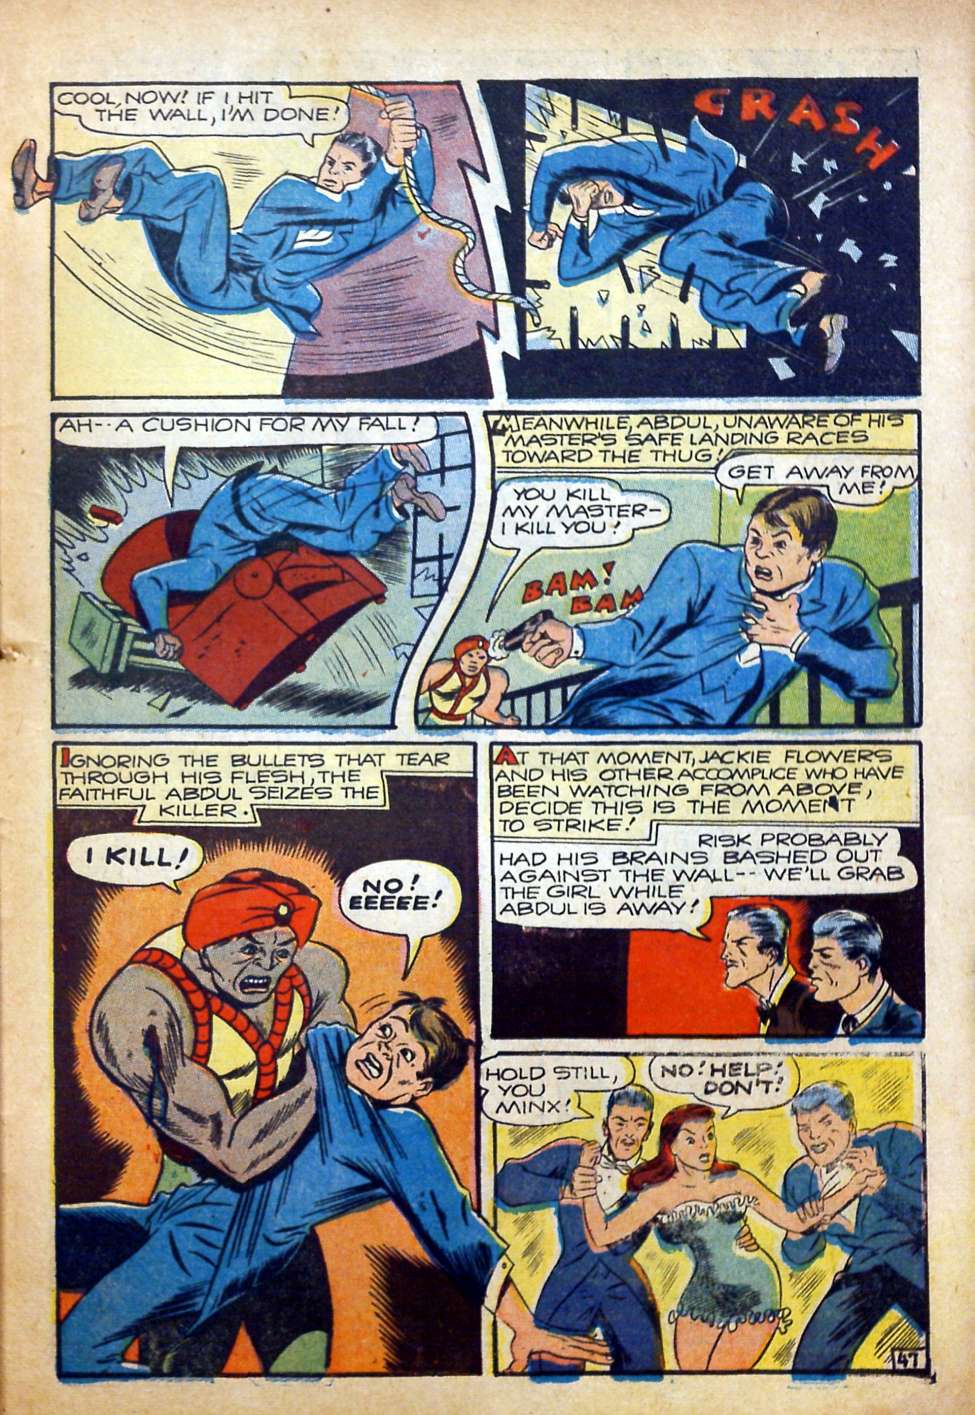 COOL, NOW! IF I HIT
THE WALL, I'M DONE!
CRASH
AH--A CUSHION FOR MY FALL!
MEANWHILE, ABDUL, UNAWARE OF HIS
MASTER'S SAFE LANDING RACES
TOWARD THE THUG!
GET AWAY FROM
ME!
YOU KILL
MY MASTER-
I KILL YOU!
BAM!
BAM
IGNORING THE BULLETS THAT TEAR
THROUGH HIS FLESH, THE
FAITHFUL ABDUL SEIZES THE
KILLER.
I KILL!
NO!
EEEEE!
AT THAT MOMENT, JACKIE FLOWERS
AND HIS OTHER ACCOMPLICE WHO HAVE
BEEN WATCHING FROM ABOVE,
DECIDE THIS IS THE MOMENT
TO STRIKE!
RISK PROBABLY
HAD HIS BRAINS BASHED OUT
AGAINST THE WALL--WE'LL GRAB
THE GIRL WHILE
ABDUL IS AWAY!
HOLD STILL,
YOU
MINX!
NO! HELP!
DON'T!
47